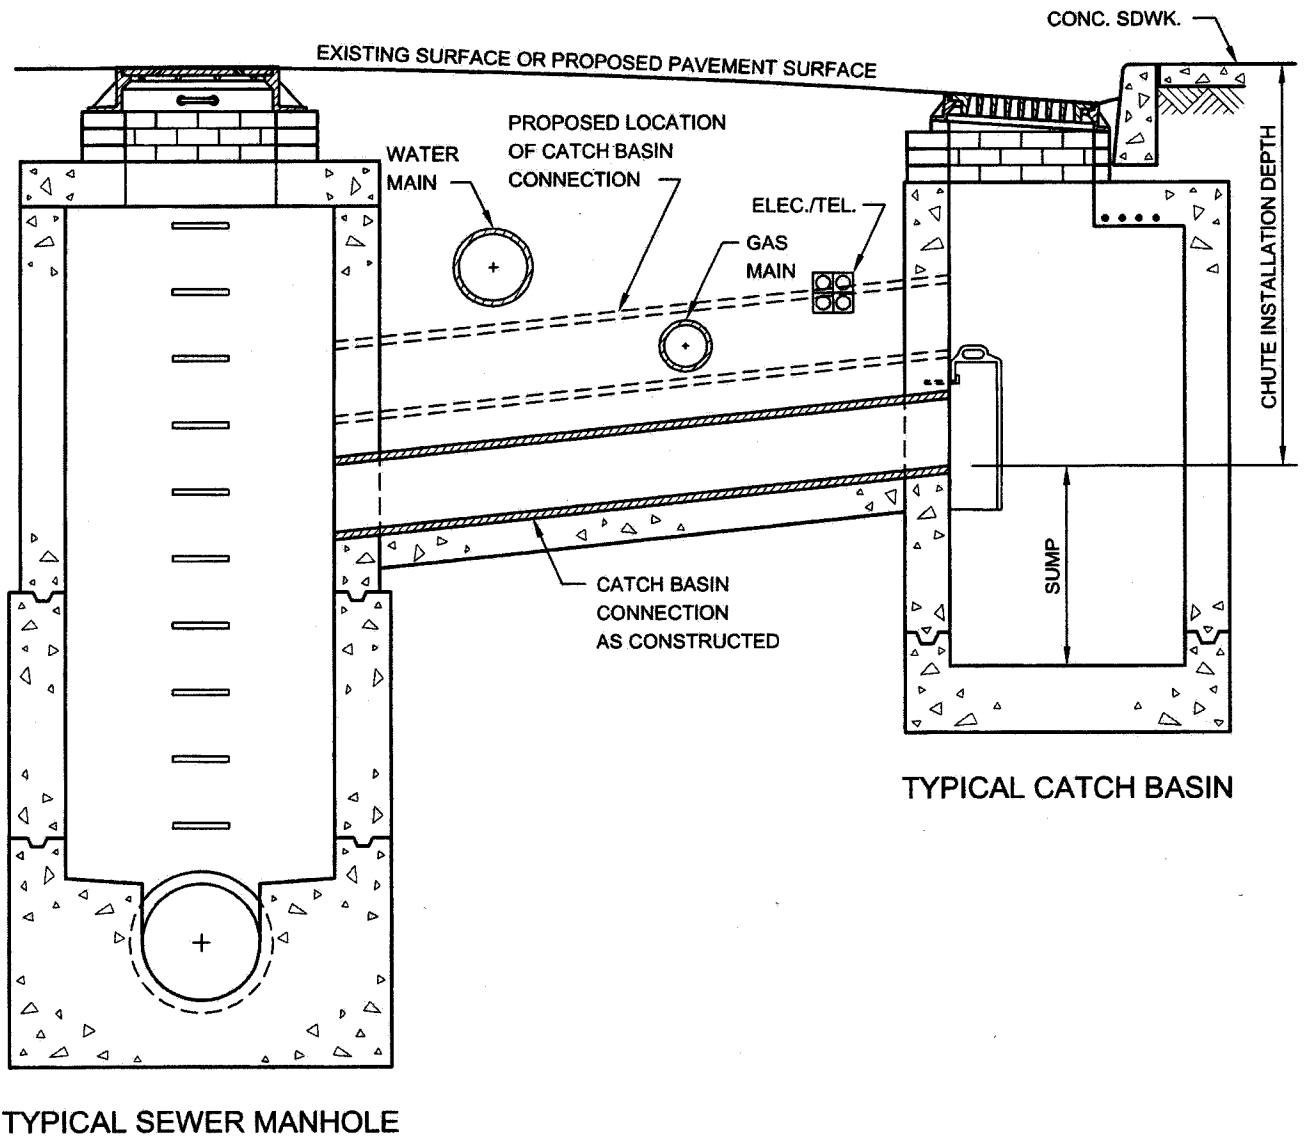 CONC. SDWK.
EXISTING SURFACE OR PROPOSED PAVEMENT SURFACE
PROPOSED LOCATION
OF CATCH BASIN
CONNECTION
WATER
MAIN
ELEC./TEL.
GAS
MAIN
CHUTE INSTALLATION DEPTH
SUMP
CATCH BASIN
CONNECTION
AS CONSTRUCTED
TYPICAL CATCH BASIN
TYPICAL SEWER MANHOLE